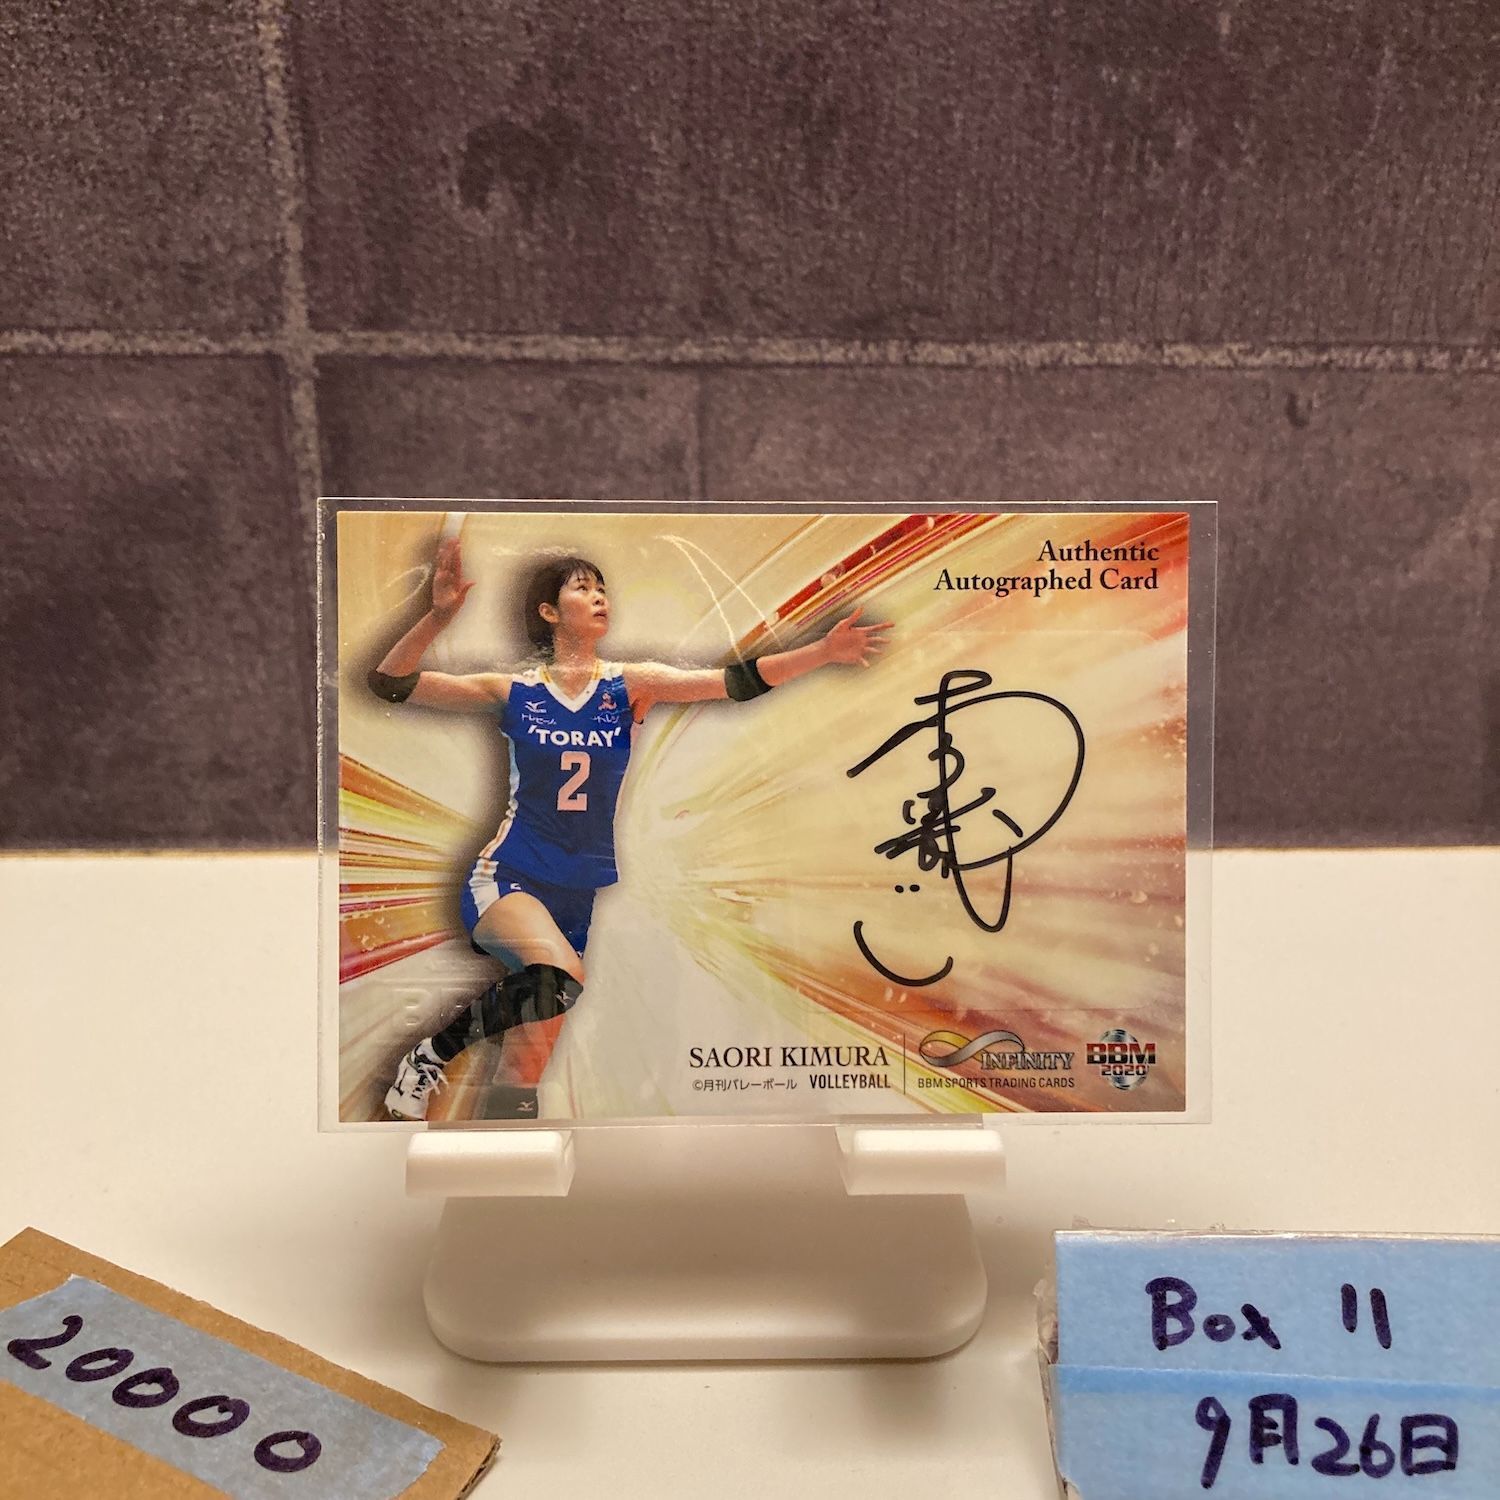 Authentic
Autographed Card
'TORAY'
2
SAORI KIMURA
©月刊バレーボール VOLLEYBALL
INFINITY
BBM SPORTS TRADING CARDS
BBM
2020
20000
Box 11
9月26日